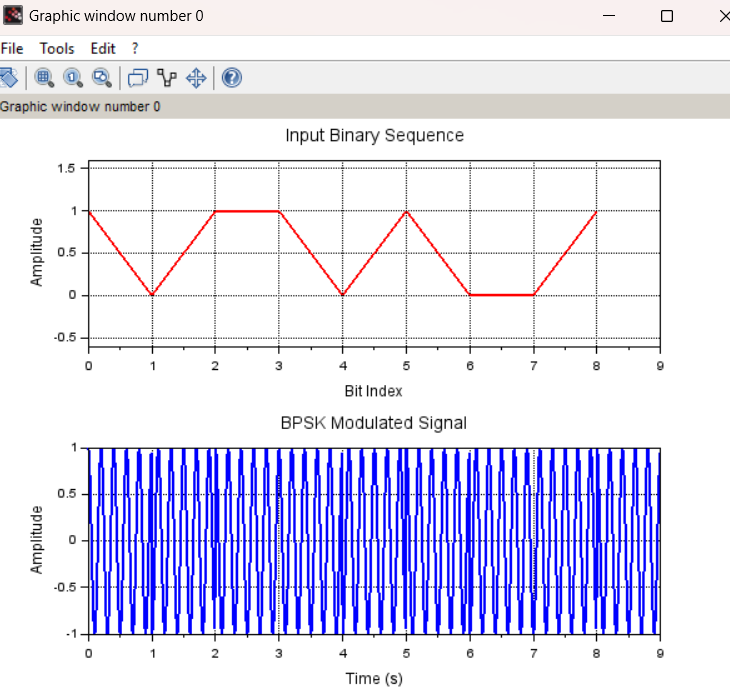 Graphic window number 0
File Tools Edit ?
Graphic window number 0
Input Binary Sequence
1.5
1
0.5
0
-0.5
Amplitude
0 1 2 3 4 5 6 7 8 9
Bit Index
BPSK Modulated Signal
1
0.5
0
-0.5
-1
Amplitude
0 1 2 3 4 5 6 7 8 9
Time (s)